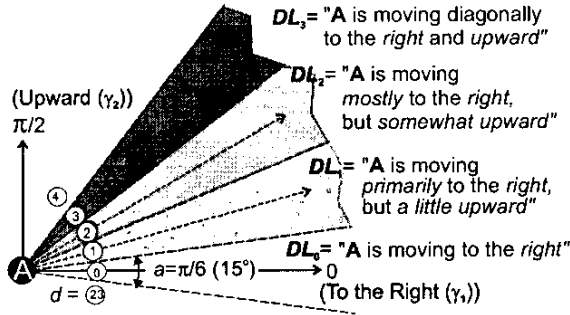 DL₃= "A is moving diagonally
to the right and upward"
DL₂= "A is moving
mostly to the right,
but somewhat upward"
(Upward (γ₂))
π/2
DL₁= "A is moving
primarily to the right,
but a little upward"
4
3
2
1
0
DL₀= "A is moving to the right"
A
a=π/6 (15°)
0
d = 23
(To the Right (γ₁))